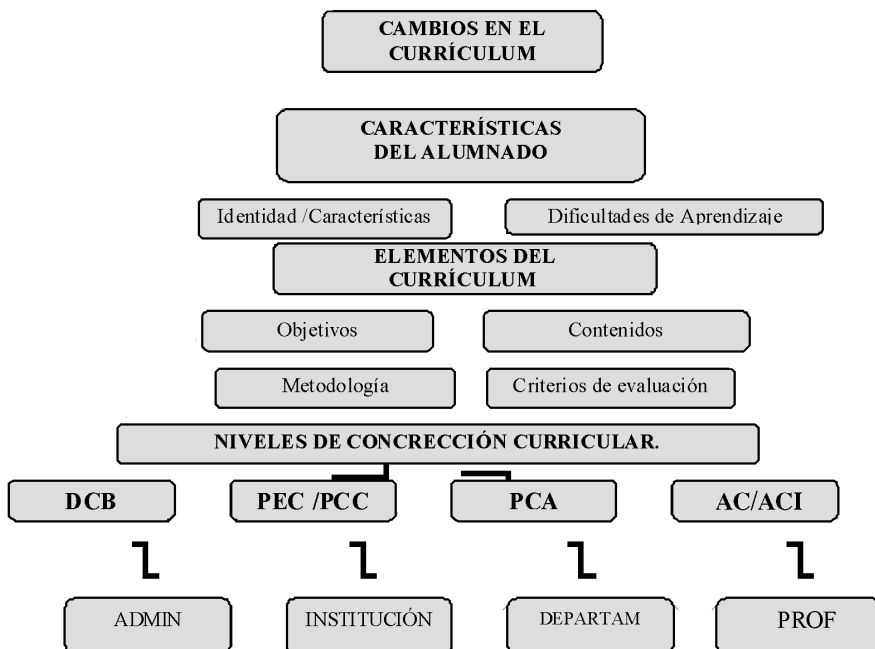 CAMBIOS EN EL
CURRÍCULUM
CARACTERÍSTICAS
DEL ALUMNADO
Identidad /Características
Dificultades de Aprendizaje
ELEMENTOS DEL
CURRÍCULUM
Objetivos
Contenidos
Metodología
Criterios de evaluación
NIVELES DE CONCRECCIÓN CURRICULAR.
DCB
PEC /PCC
PCA
AC/ACI
ADMIN
INSTITUCIÓN
DEPARTAM
PROF